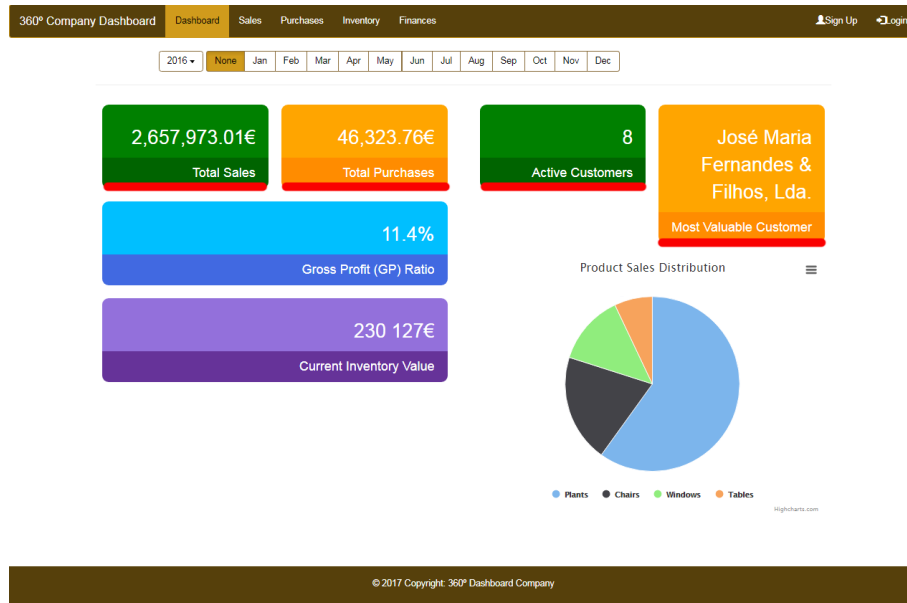 360º Company Dashboard Dashboard Sales Purchases Inventory Finances Sign Up Login
2016 None Jan Feb Mar Apr May Jun Jul Aug Sep Oct Nov Dec
2,657,973.01€
Total Sales
46,323.76€
Total Purchases
8
Active Customers
José Maria
Fernandes &
Filhos, Lda.
Most Valuable Customer
11.4%
Gross Profit (GP) Ratio
230 127€
Current Inventory Value
Product Sales Distribution
Plants Chairs Windows Tables
Highcharts.com
© 2017 Copyright: 360º Dashboard Company